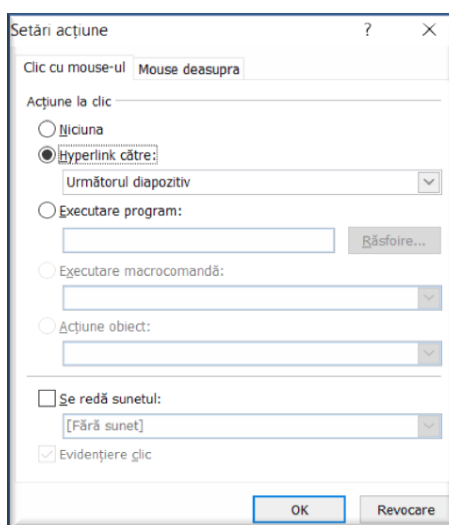 Setări acțiune ?
Clic cu mouse-ul Mouse deasupra
Acțiune la clic
Niciuna
Hyperlink către:
Următorul diapozitiv
Executare program:
Răsfoire...
Executare macrocomandă:
Acțiune obiect:
Se redă sunetul:
[Fără sunet]
Evidențiere clic
OK Revocare